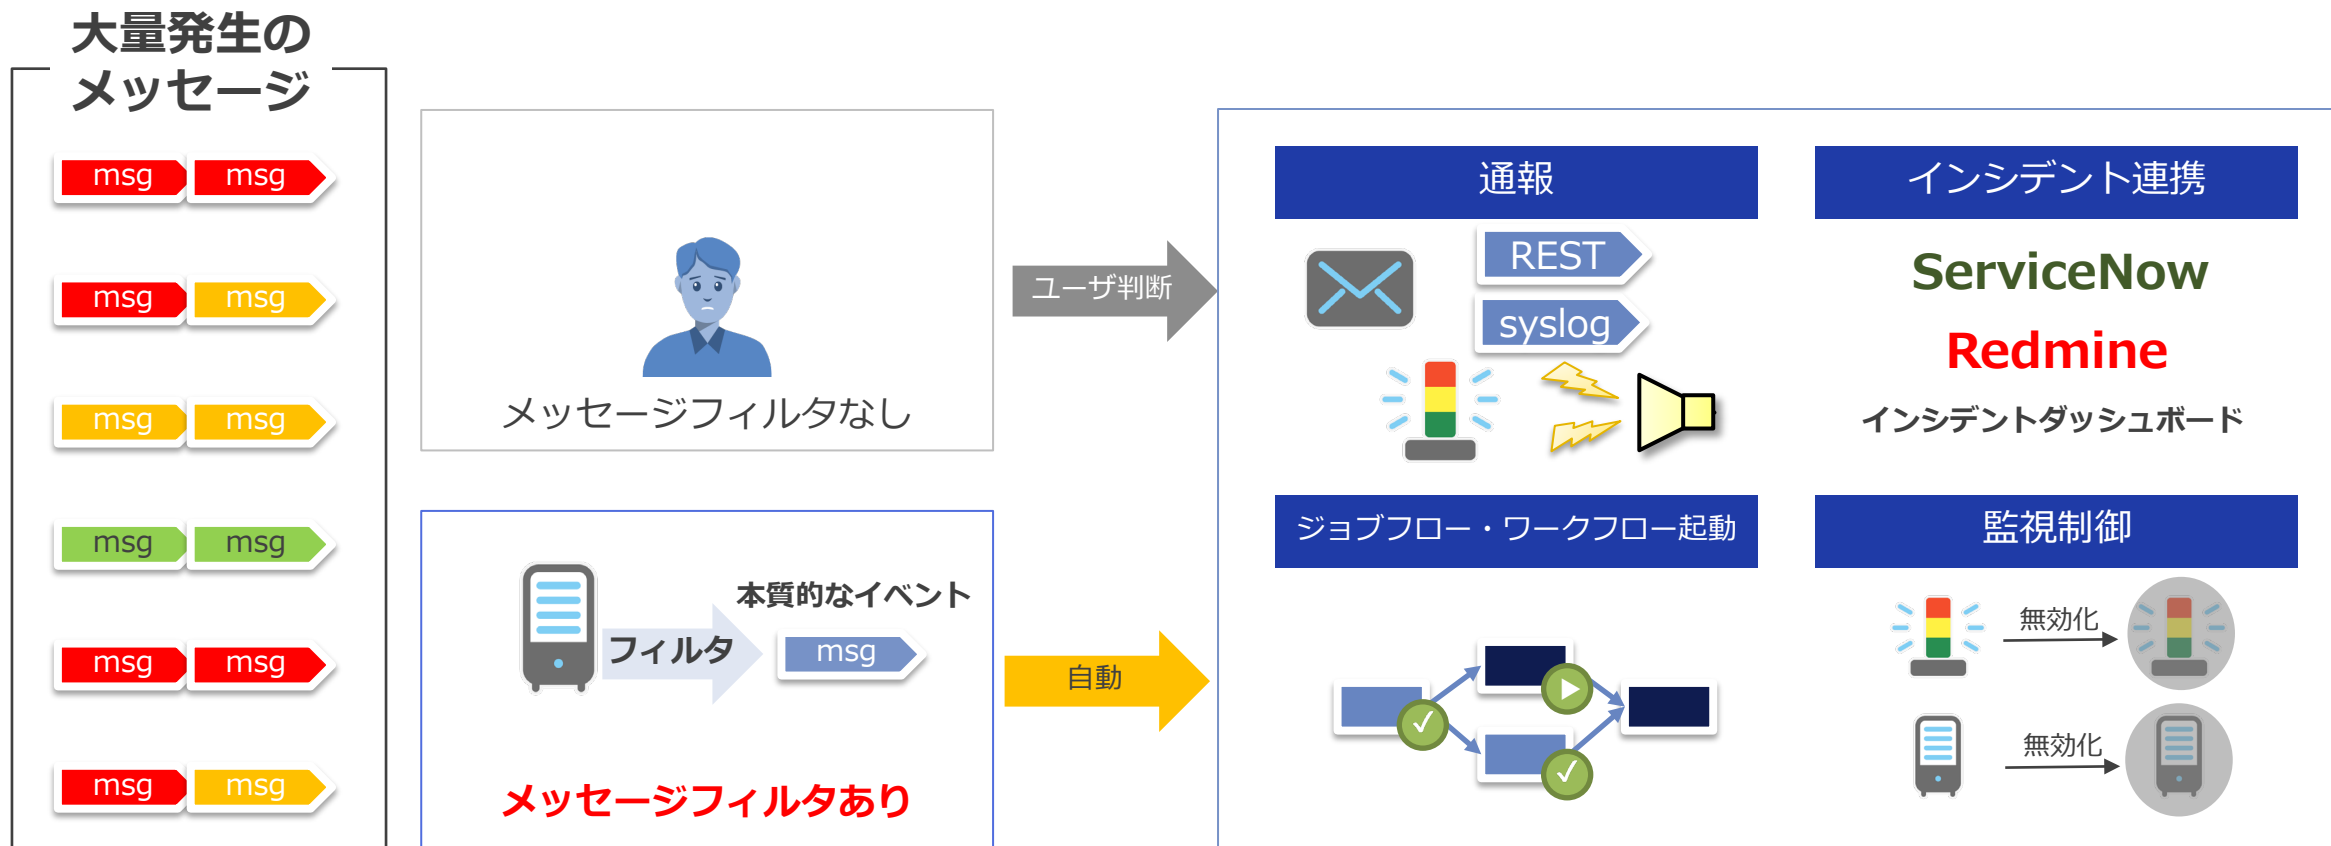 大量発生の
メッセージ
msg msg
msg msg
msg msg
msg msg
msg msg
msg msg
メッセージフィルタなし
フィルタ
本質的なイベント
msg
メッセージフィルタあり
ユーザ判断
自動
通報
REST
syslog
インシデント連携
ServiceNow
Redmine
インシデントダッシュボード
ジョブフロー・ワークフロー起動
監視制御
無効化
無効化